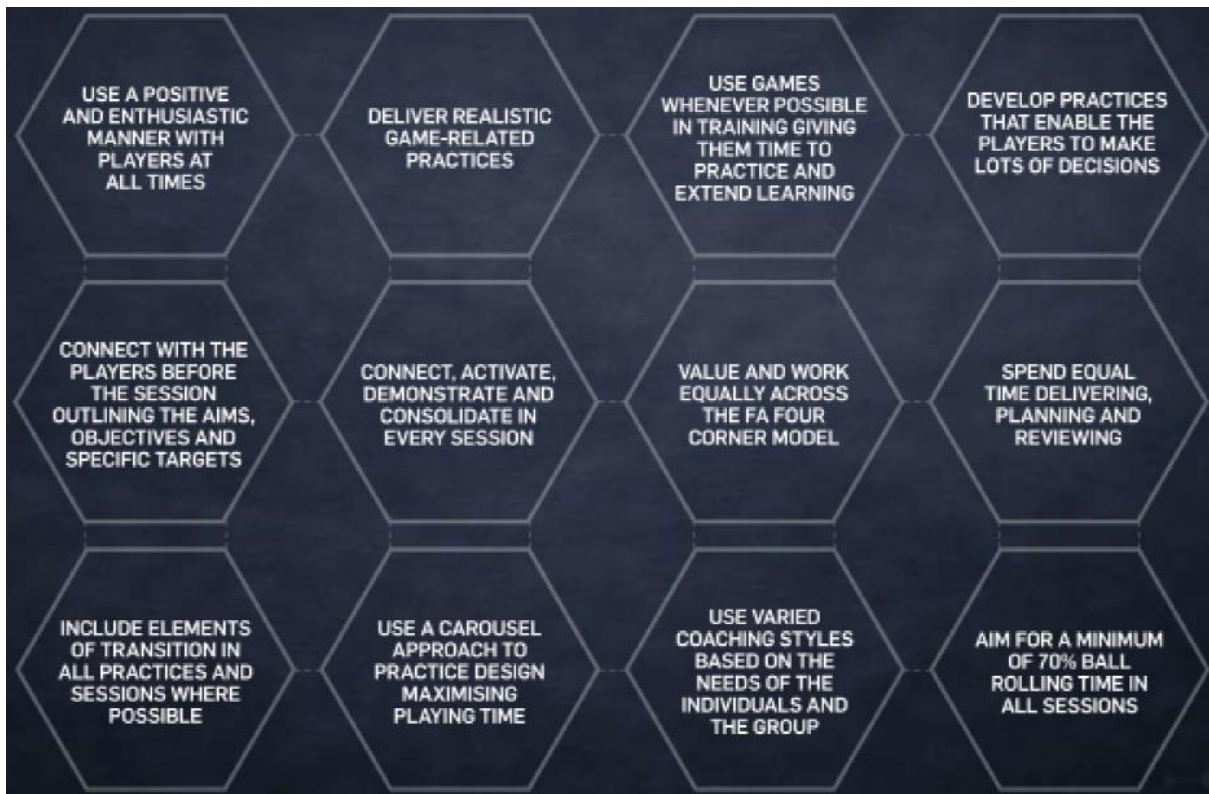 USE A POSITIVE
AND ENTHUSIASTIC
MANNER WITH
PLAYERS AT
ALL TIMES
DELIVER REALISTIC
GAME-RELATED
PRACTICES
USE GAMES
WHENEVER POSSIBLE
IN TRAINING GIVING
THEM TIME TO
PRACTICE AND
EXTEND LEARNING
DEVELOP PRACTICES
THAT ENABLE THE
PLAYERS TO MAKE
LOTS OF DECISIONS
CONNECT WITH THE
PLAYERS BEFORE
THE SESSION
OUTLINING THE AIMS,
OBJECTIVES AND
SPECIFIC TARGETS
CONNECT, ACTIVATE,
DEMONSTRATE AND
CONSOLIDATE IN
EVERY SESSION
VALUE AND WORK
EQUALLY ACROSS
THE FA FOUR
CORNER MODEL
SPEND EQUAL
TIME DELIVERING,
PLANNING AND
REVIEWING
INCLUDE ELEMENTS
OF TRANSITION IN
ALL PRACTICES AND
SESSIONS WHERE
POSSIBLE
USE A CAROUSEL
APPROACH TO
PRACTICE DESIGN
MAXIMISING
PLAYING TIME
USE VARIED
COACHING STYLES
BASED ON THE
NEEDS OF THE
INDIVIDUALS AND
THE GROUP
AIM FOR A MINIMUM
OF 70% BALL
ROLLING TIME IN
ALL SESSIONS